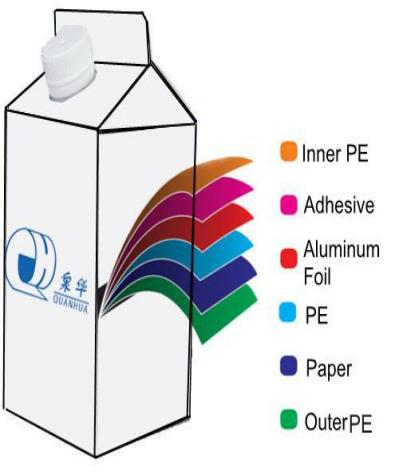 泉华
QUANHUA
Inner PE
Adhesive
Aluminum
Foil
PE
Paper
OuterPE